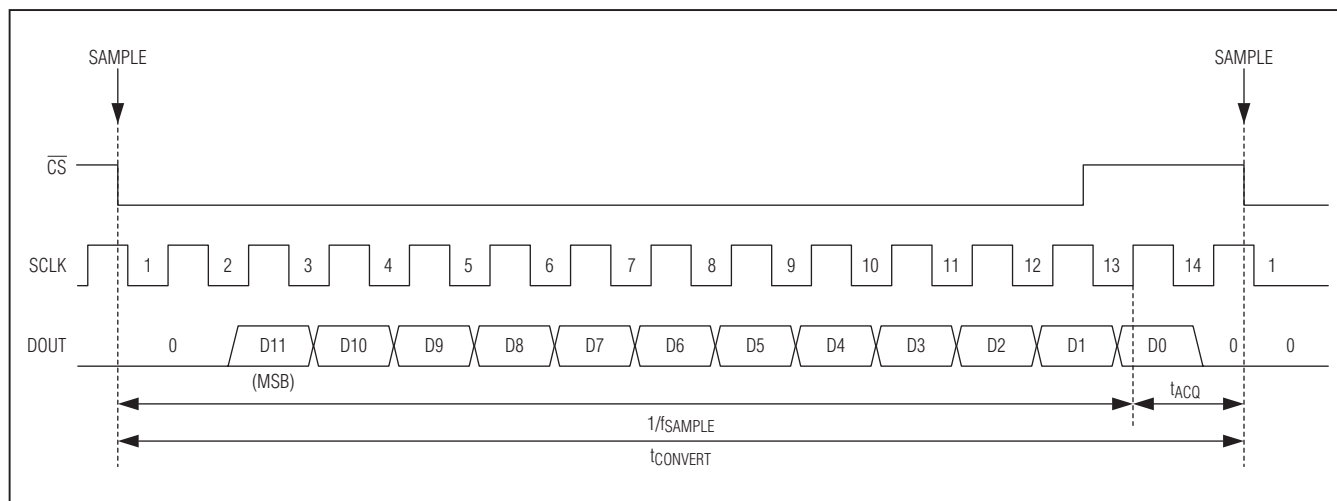 SAMPLE SAMPLE
CS
SCLK 1 2 3 4 5 6 7 8 9 10 11 12 13 14 1
DOUT 0 D11 D10 D9 D8 D7 D6 D5 D4 D3 D2 D1 D0 0 0
(MSB)
tACQ
1/fSAMPLE
tCONVERT